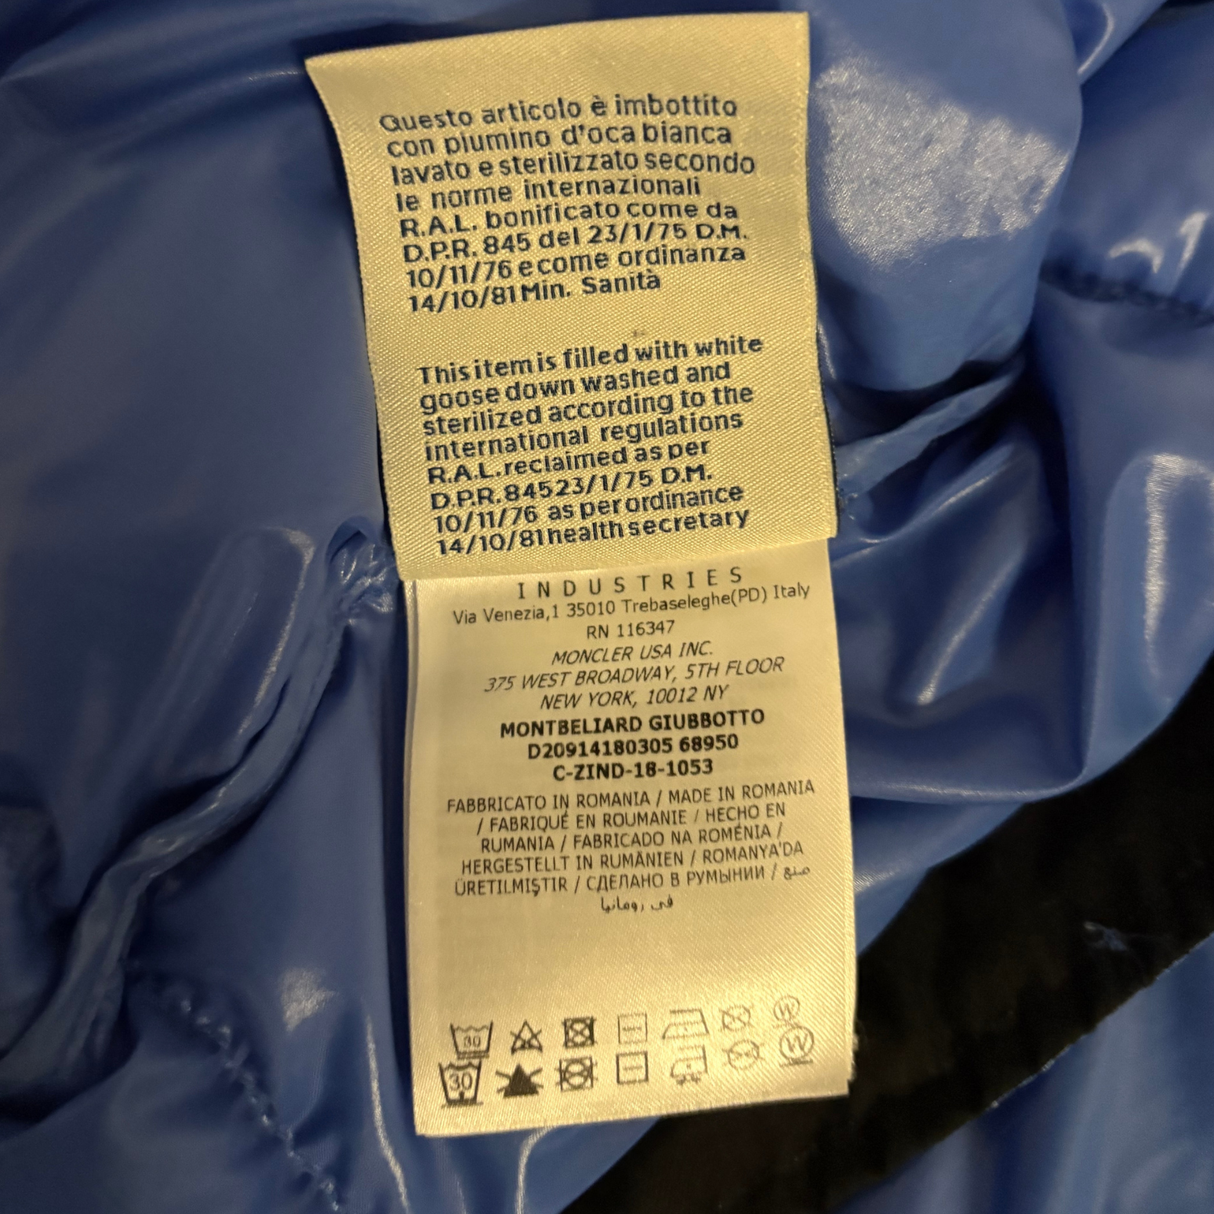 Questo articolo è imbottito
con piumino d'oca bianca
lavato e sterilizzato secondo
le norme internazionali
R.A.L. bonificato come da
D.P.R. 845 del 23/1/75 D.M.
10/11/76 e come ordinanza
14/10/81 Min. Sanità
This item is filled with white
goose down washed and
sterilized according to the
international regulations
R.A.L. reclaimed as per
D.P.R. 845 23/1/75 D.M.
10/11/76 as per ordinance
14/10/81 health secretary
INDUSTRIES
Via Venezia,1 35010 Trebaseleghe(PD) Italy
RN 116347
MONCLER USA INC.
375 WEST BROADWAY, 5TH FLOOR
NEW YORK, 10012 NY
MONTBELIARD GIUBBOTTO
D20914180305 68950
C-ZIND-18-1053
FABBRICATO IN ROMANIA / MADE IN ROMANIA
/ FABRIQUÉ EN ROUMANIE / HECHO EN
RUMANIA / FABRICADO NA ROMÉNIA /
HERGESTELLT IN RUMÄNIEN / ROMANYA'DA
ÜRETILMIŞTIR / СДЕЛАНО В РУМЫНИИ / صنع
في رومانيا
30 W
30 W